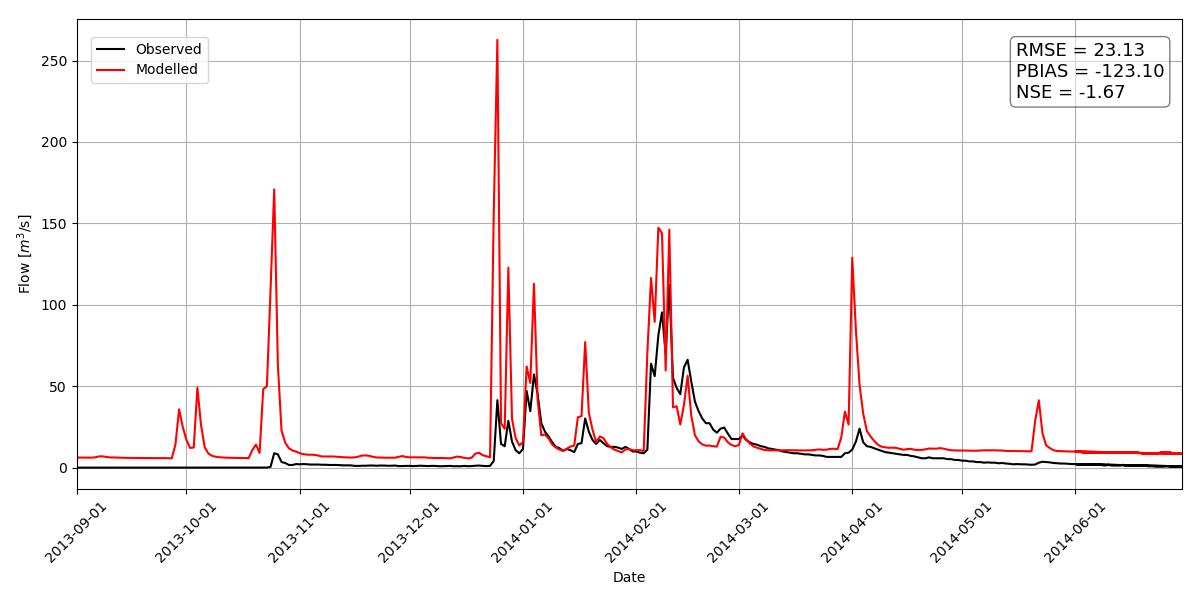 Observed
Modelled
RMSE = 23.13
PBIAS = -123.10
NSE = -1.67
Flow [$m^3$/s]
250
200
150
100
50
0
2013-09-01
2013-10-01
2013-11-01
2013-12-01
2014-01-01
2014-02-01
2014-03-01
2014-04-01
2014-05-01
2014-06-01
Date